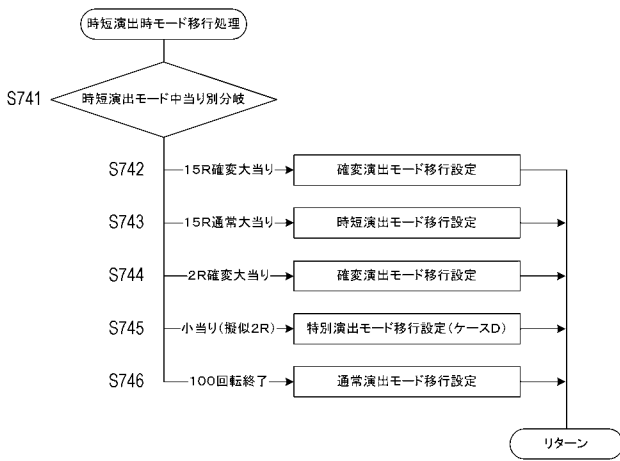 時短演出時モード移行処理
S741
時短演出モード中当り別分岐
S742 15R確変大当り 確変演出モード移行設定
S743 15R通常大当り 時短演出モード移行設定
S744 2R確変大当り 確変演出モード移行設定
S745 小当り(擬似2R) 特別演出モード移行設定(ケースD)
S746 100回転終了 通常演出モード移行設定
リターン